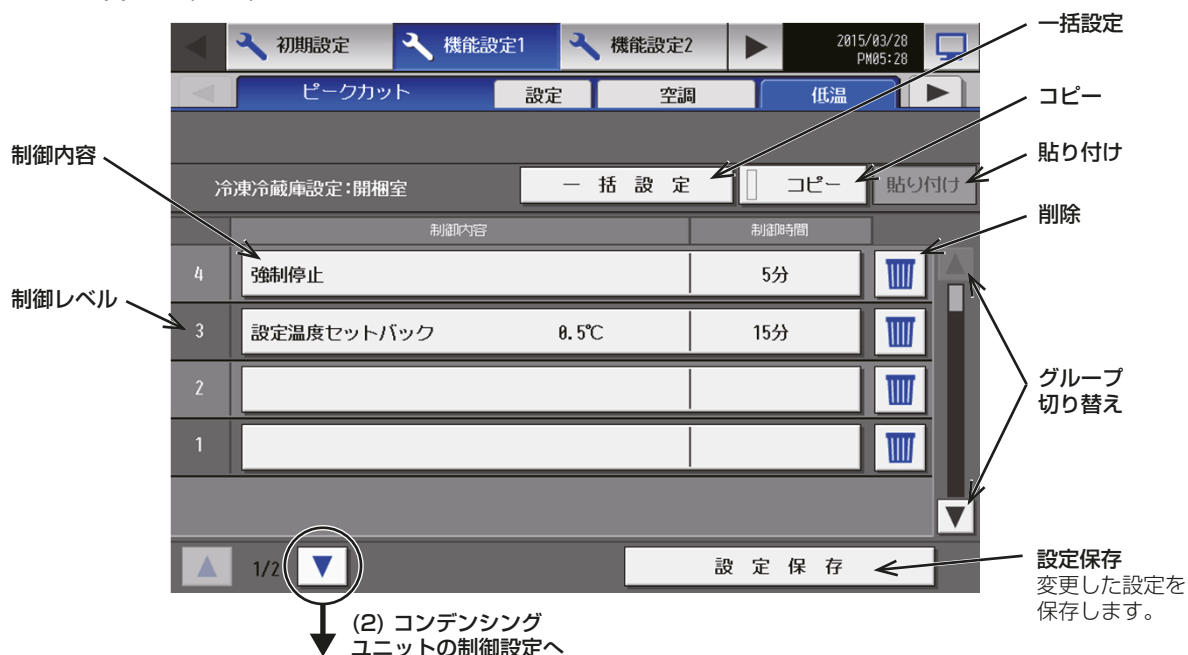 一括設定
初期設定 機能設定1 機能設定2 2015/03/28
PM05:28
ピークカット 設定 空調 低温
コピー
制御内容
貼り付け
冷凍冷蔵庫設定:開梱室 一括設定 コピー 貼り付け
削除
制御内容 制御時間
4 強制停止 5分
制御レベル
3 設定温度セットバック 0.5℃ 15分
2
グループ
切り替え
1
1/2 設定保存
設定保存
変更した設定を
保存します。
(2) コンデンシング
ユニットの制御設定へ